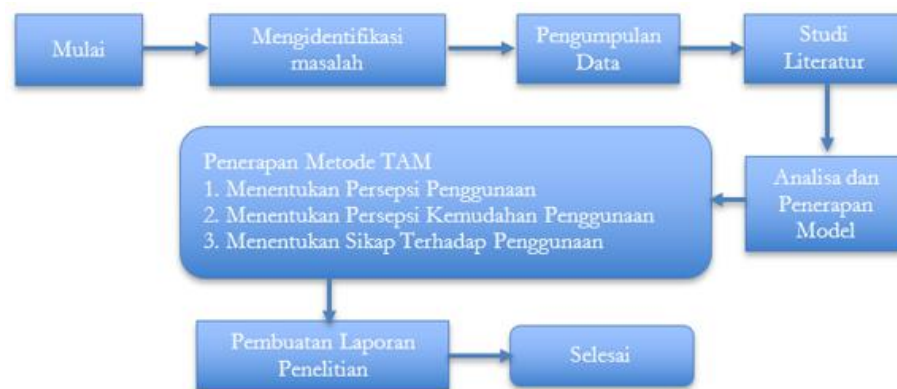 Mulai
Mengidentifikasi
masalah
Pengumpulan
Data
Studi
Literatur
Analisa dan
Penerapan
Model
Penerapan Metode TAM
1. Menentukan Persepsi Penggunaan
2. Menentukan Persepsi Kemudahan Penggunaan
3. Menentukan Sikap Terhadap Penggunaan
Pembuatan Laporan
Penelitian
Selesai